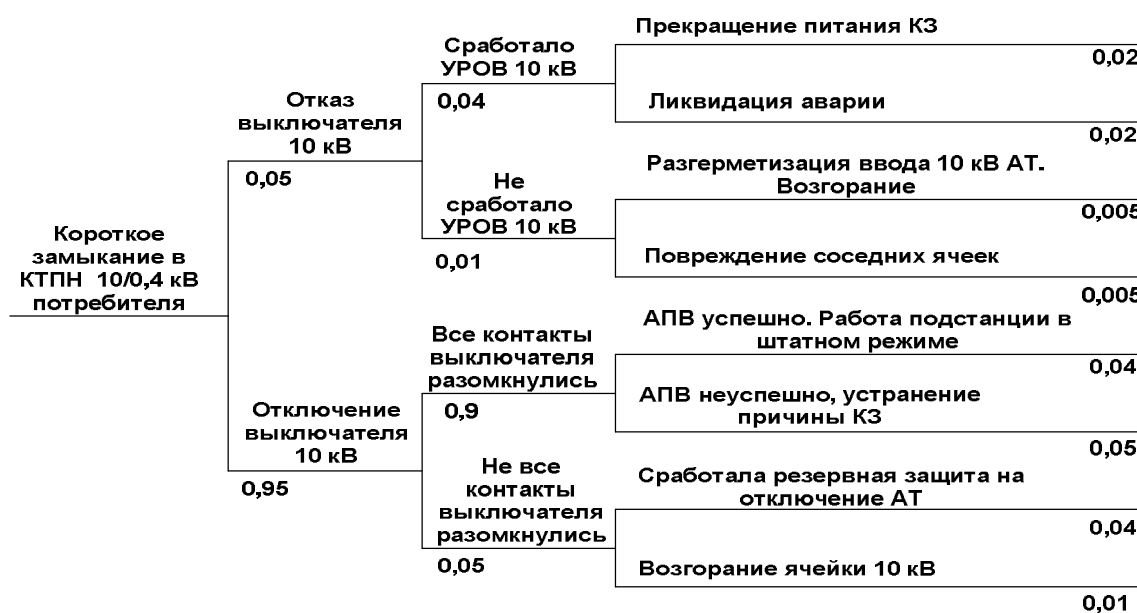 Короткое
замыкание в
КТПН 10/0,4 кВ
потребителя
Отказ
выключателя
10 кВ
0,05
Сработало
УРОВ 10 кВ
0,04
Прекращение питания КЗ
0,02
Ликвидация аварии
0,02
Не
сработало
УРОВ 10 кВ
0,01
Разгерметизация ввода 10 кВ АТ.
Возгорание
0,005
Повреждение соседних ячеек
0,005
Отключение
выключателя
10 кВ
0,95
Все контакты
выключателя
разомкнулись
0,9
АПВ успешно. Работа подстанции в
штатном режиме
0,04
АПВ неуспешно, устранение
причины КЗ
0,05
Не все
контакты
выключателя
разомкнулись
0,05
Сработала резервная защита на
отключение АТ
0,04
Возгорание ячейки 10 кВ
0,01